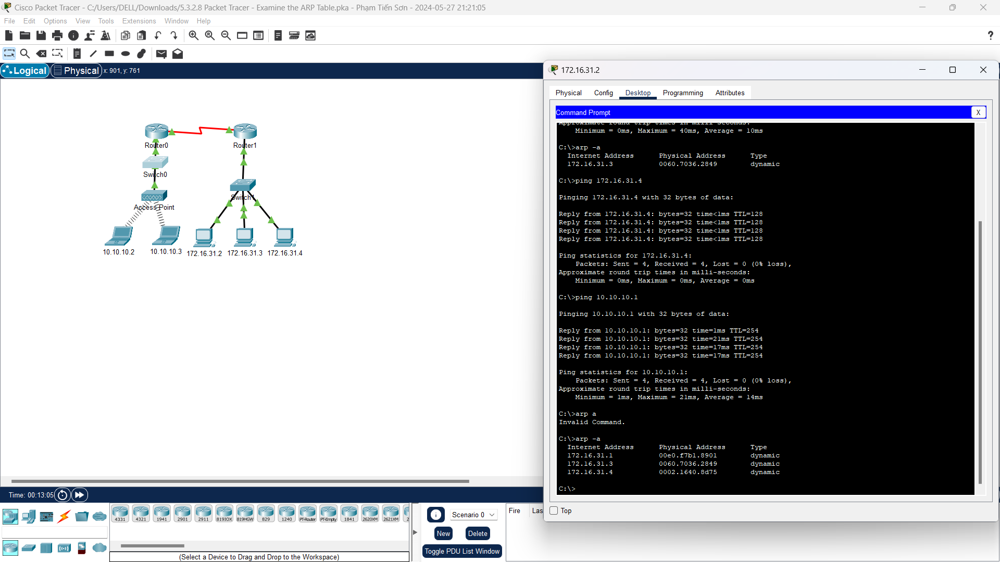 Cisco Packet Tracer - C:/Users/DELL/Downloads/5.3.2.8 Packet Tracer - Examine the ARP Table.pka - Phạm Tiến Sơn - 2024-05-27 21:21:05
File Edit Options View Tools Extensions Window Help
Logical Physical x: 901, y: 761
Router0
Router1
Switch0
Switch1
Access Point
10.10.10.2
10.10.10.3
172.16.31.2
172.16.31.3
172.16.31.4
172.16.31.2
Physical Config Desktop Programming Attributes
Command Prompt X
Approximate round trip times in milli-seconds:
Minimum = 0ms, Maximum = 40ms, Average = 10ms
C:\>arp -a
Internet Address Physical Address Type
172.16.31.3 0060.7036.2849 dynamic
C:\>ping 172.16.31.4
Pinging 172.16.31.4 with 32 bytes of data:
Reply from 172.16.31.4: bytes=32 time<1ms TTL=128
Reply from 172.16.31.4: bytes=32 time<1ms TTL=128
Reply from 172.16.31.4: bytes=32 time<1ms TTL=128
Reply from 172.16.31.4: bytes=32 time<1ms TTL=128
Ping statistics for 172.16.31.4:
Packets: Sent = 4, Received = 4, Lost = 0 (0% loss),
Approximate round trip times in milli-seconds:
Minimum = 0ms, Maximum = 0ms, Average = 0ms
C:\>ping 10.10.10.1
Pinging 10.10.10.1 with 32 bytes of data:
Reply from 10.10.10.1: bytes=32 time=1ms TTL=254
Reply from 10.10.10.1: bytes=32 time=21ms TTL=254
Reply from 10.10.10.1: bytes=32 time=17ms TTL=254
Reply from 10.10.10.1: bytes=32 time=17ms TTL=254
Ping statistics for 10.10.10.1:
Packets: Sent = 4, Received = 4, Lost = 0 (0% loss),
Approximate round trip times in milli-seconds:
Minimum = 1ms, Maximum = 21ms, Average = 14ms
C:\>arp a
Invalid Command.
C:\>arp -a
Internet Address Physical Address Type
172.16.31.1 00e0.f7b1.8901 dynamic
172.16.31.3 0060.7036.2849 dynamic
172.16.31.4 0002.1640.8d75 dynamic
C:\>
Top
Time: 00:13:05
4331 4321 1941 2901 2911 819IOX 819HGW 829 1240 PT-Router PT-Empty 1841 2620XM 2621XM 2
(Select a Device to Drag and Drop to the Workspace)
Scenario 0
New Delete
Toggle PDU List Window
Fire Las